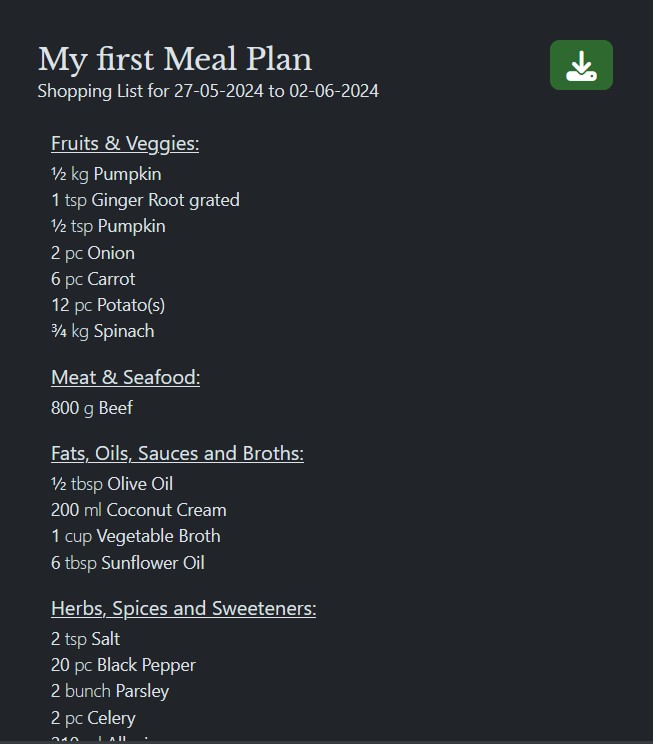 My first Meal Plan
Shopping List for 27-05-2024 to 02-06-2024
Fruits & Veggies:
½ kg Pumpkin
1 tsp Ginger Root grated
½ tsp Pumpkin
2 pc Onion
6 pc Carrot
12 pc Potato(s)
¾ kg Spinach
Meat & Seafood:
800 g Beef
Fats, Oils, Sauces and Broths:
½ tbsp Olive Oil
200 ml Coconut Cream
1 cup Vegetable Broth
6 tbsp Sunflower Oil
Herbs, Spices and Sweeteners:
2 tsp Salt
20 pc Black Pepper
2 bunch Parsley
2 pc Celery